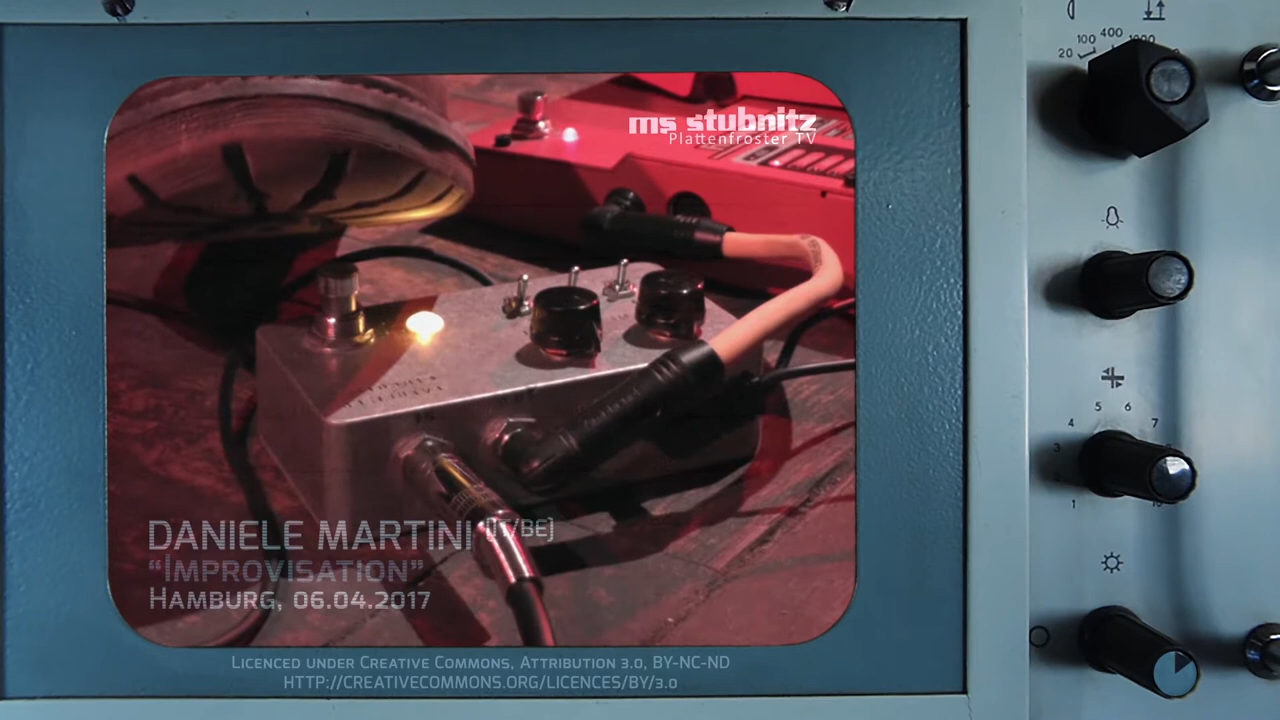 20 100 400 1000
ms stubnitz
Plattenfroster TV
5 6
4 7
3
1
DANIELE MARTINI [IT/BE]
“IMPROVISATION”
HAMBURG, 06.04.2017
LICENCED UNDER CREATIVE COMMONS, ATTRIBUTION 3.0, BY-NC-ND
HTTP://CREATIVECOMMONS.ORG/LICENCES/BY/3.0